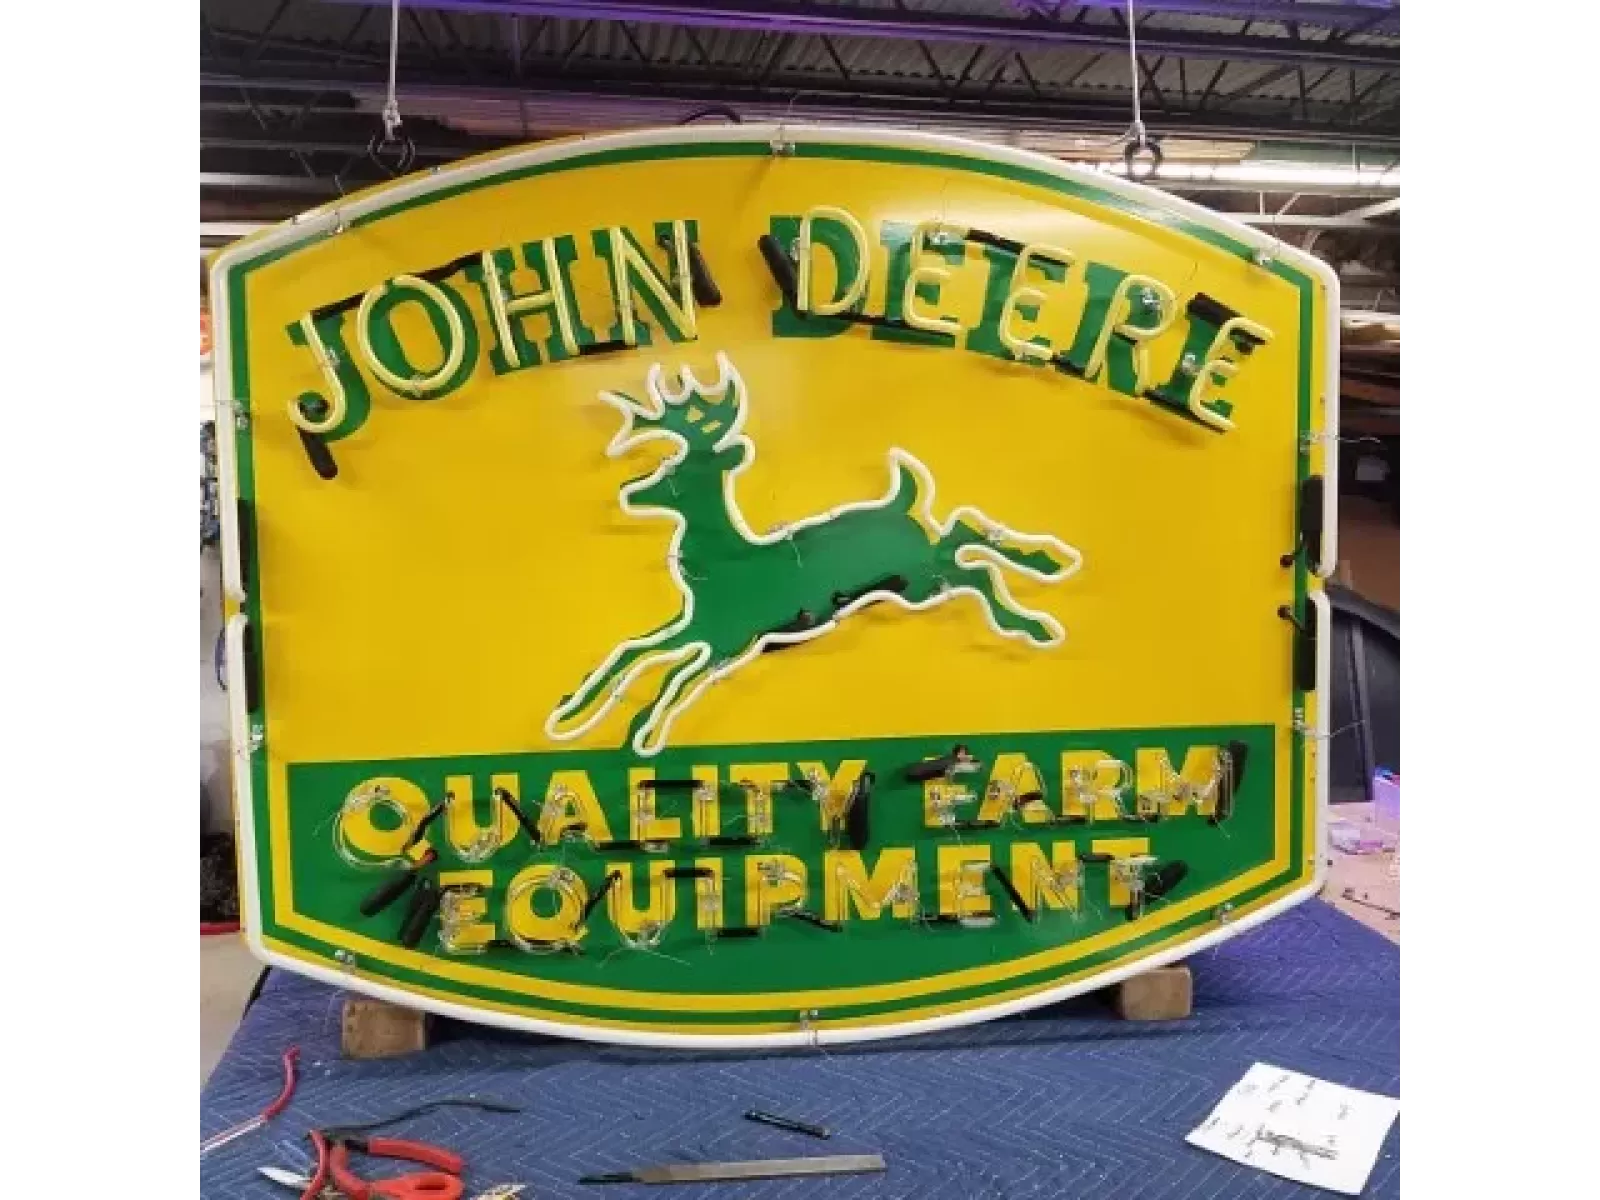 JOHN DEERE
QUALITY FARM
EQUIPMENT